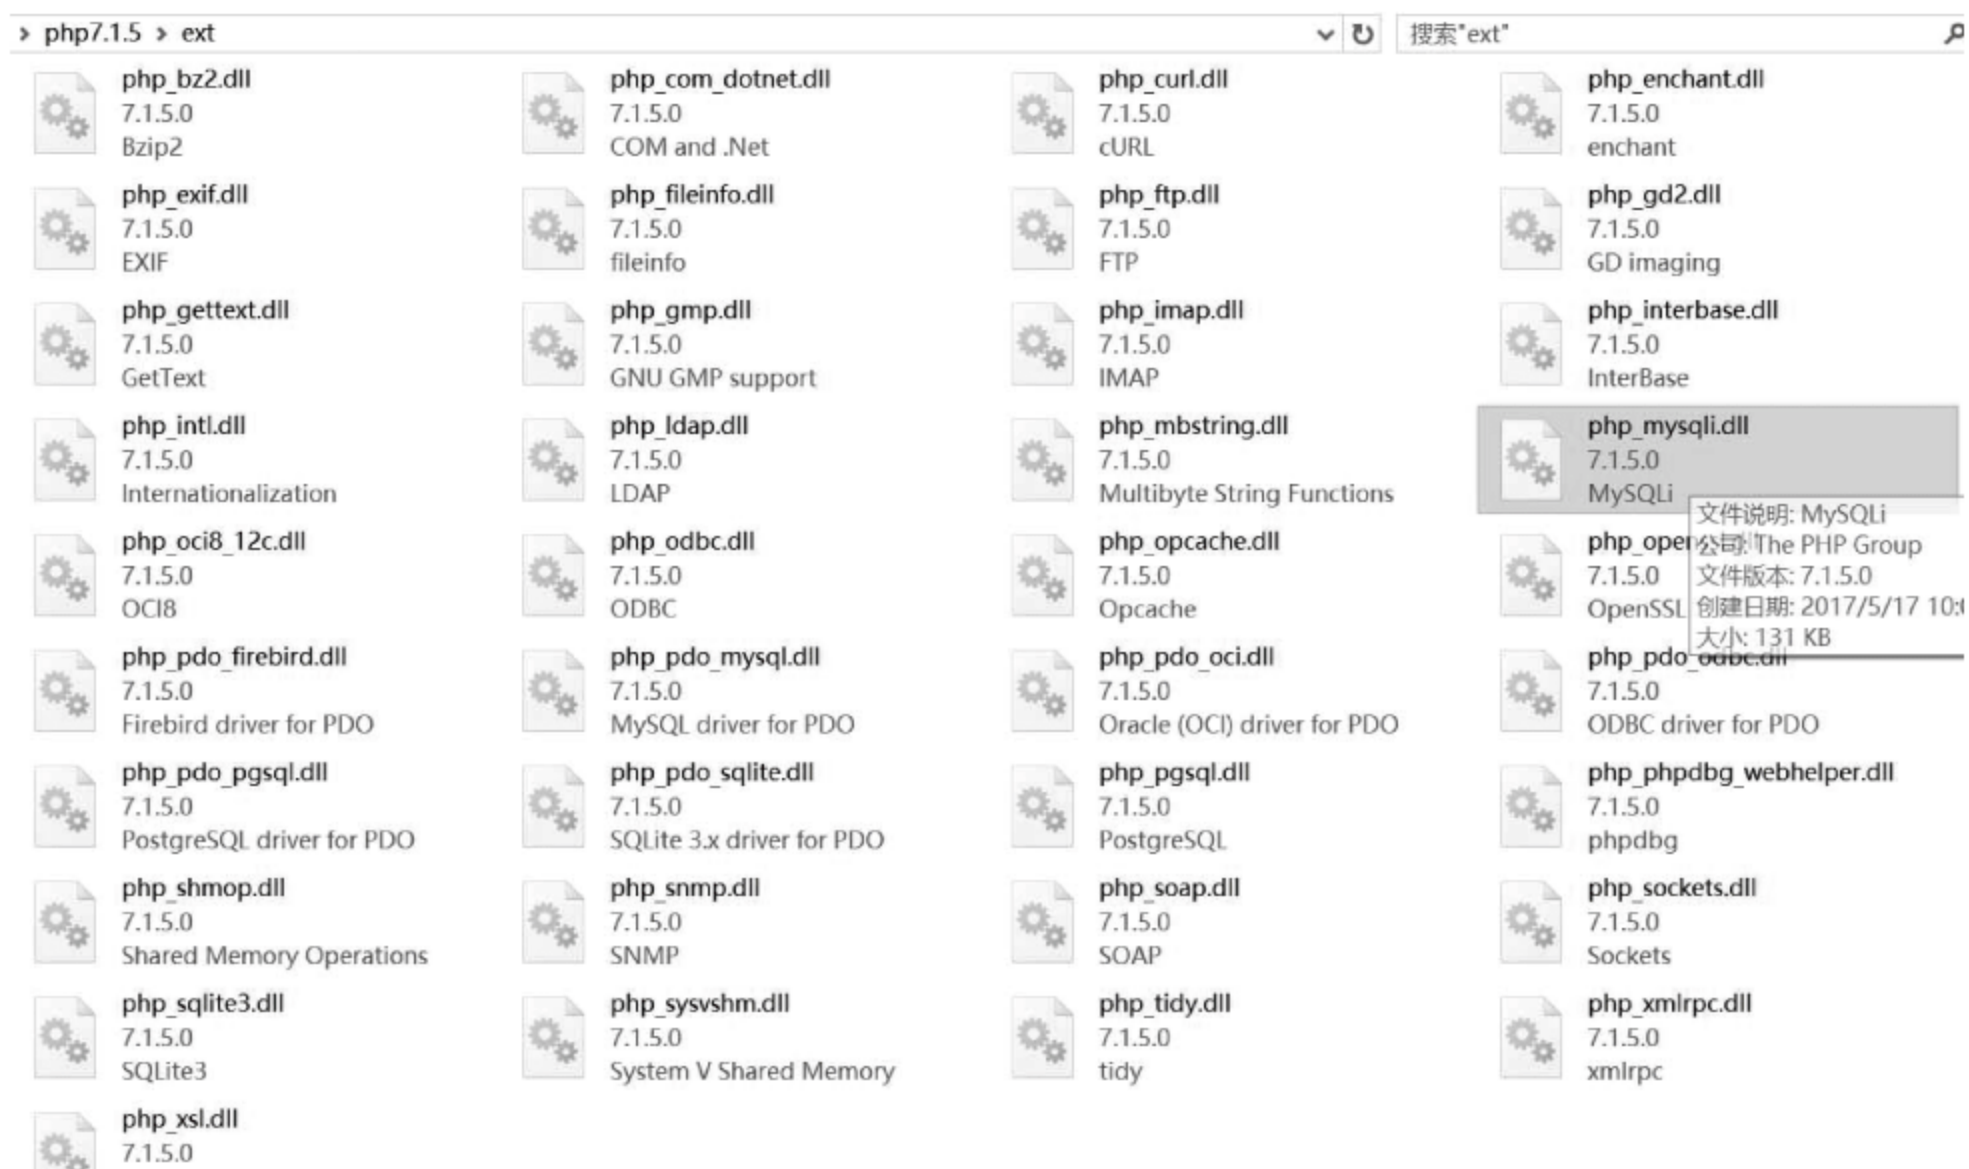 php7.1.5 > ext
搜索"ext"
php_bz2.dll
7.1.5.0
Bzip2
php_com_dotnet.dll
7.1.5.0
COM and .Net
php_curl.dll
7.1.5.0
cURL
php_enchant.dll
7.1.5.0
enchant
php_exif.dll
7.1.5.0
EXIF
php_fileinfo.dll
7.1.5.0
fileinfo
php_ftp.dll
7.1.5.0
FTP
php_gd2.dll
7.1.5.0
GD imaging
php_gettext.dll
7.1.5.0
GetText
php_gmp.dll
7.1.5.0
GNU GMP support
php_imap.dll
7.1.5.0
IMAP
php_interbase.dll
7.1.5.0
InterBase
php_intl.dll
7.1.5.0
Internationalization
php_ldap.dll
7.1.5.0
LDAP
php_mbstring.dll
7.1.5.0
Multibyte String Functions
php_mysqli.dll
7.1.5.0
MySQLi
文件说明: MySQLi
公司: The PHP Group
文件版本: 7.1.5.0
创建日期: 2017/5/17 10:
大小: 131 KB
php_oci8_12c.dll
7.1.5.0
OCI8
php_odbc.dll
7.1.5.0
ODBC
php_opcache.dll
7.1.5.0
Opcache
php_open
7.1.5.0
OpenSSL
php_pdo_firebird.dll
7.1.5.0
Firebird driver for PDO
php_pdo_mysql.dll
7.1.5.0
MySQL driver for PDO
php_pdo_oci.dll
7.1.5.0
Oracle (OCI) driver for PDO
php_pdo_odbc.dll
7.1.5.0
ODBC driver for PDO
php_pdo_pgsql.dll
7.1.5.0
PostgreSQL driver for PDO
php_pdo_sqlite.dll
7.1.5.0
SQLite 3.x driver for PDO
php_pgsql.dll
7.1.5.0
PostgreSQL
php_phpdbg_webhelper.dll
7.1.5.0
phpdbg
php_shmop.dll
7.1.5.0
Shared Memory Operations
php_snmp.dll
7.1.5.0
SNMP
php_soap.dll
7.1.5.0
SOAP
php_sockets.dll
7.1.5.0
Sockets
php_sqlite3.dll
7.1.5.0
SQLite3
php_sysvshm.dll
7.1.5.0
System V Shared Memory
php_tidy.dll
7.1.5.0
tidy
php_xmlrpc.dll
7.1.5.0
xmlrpc
php_xsl.dll
7.1.5.0